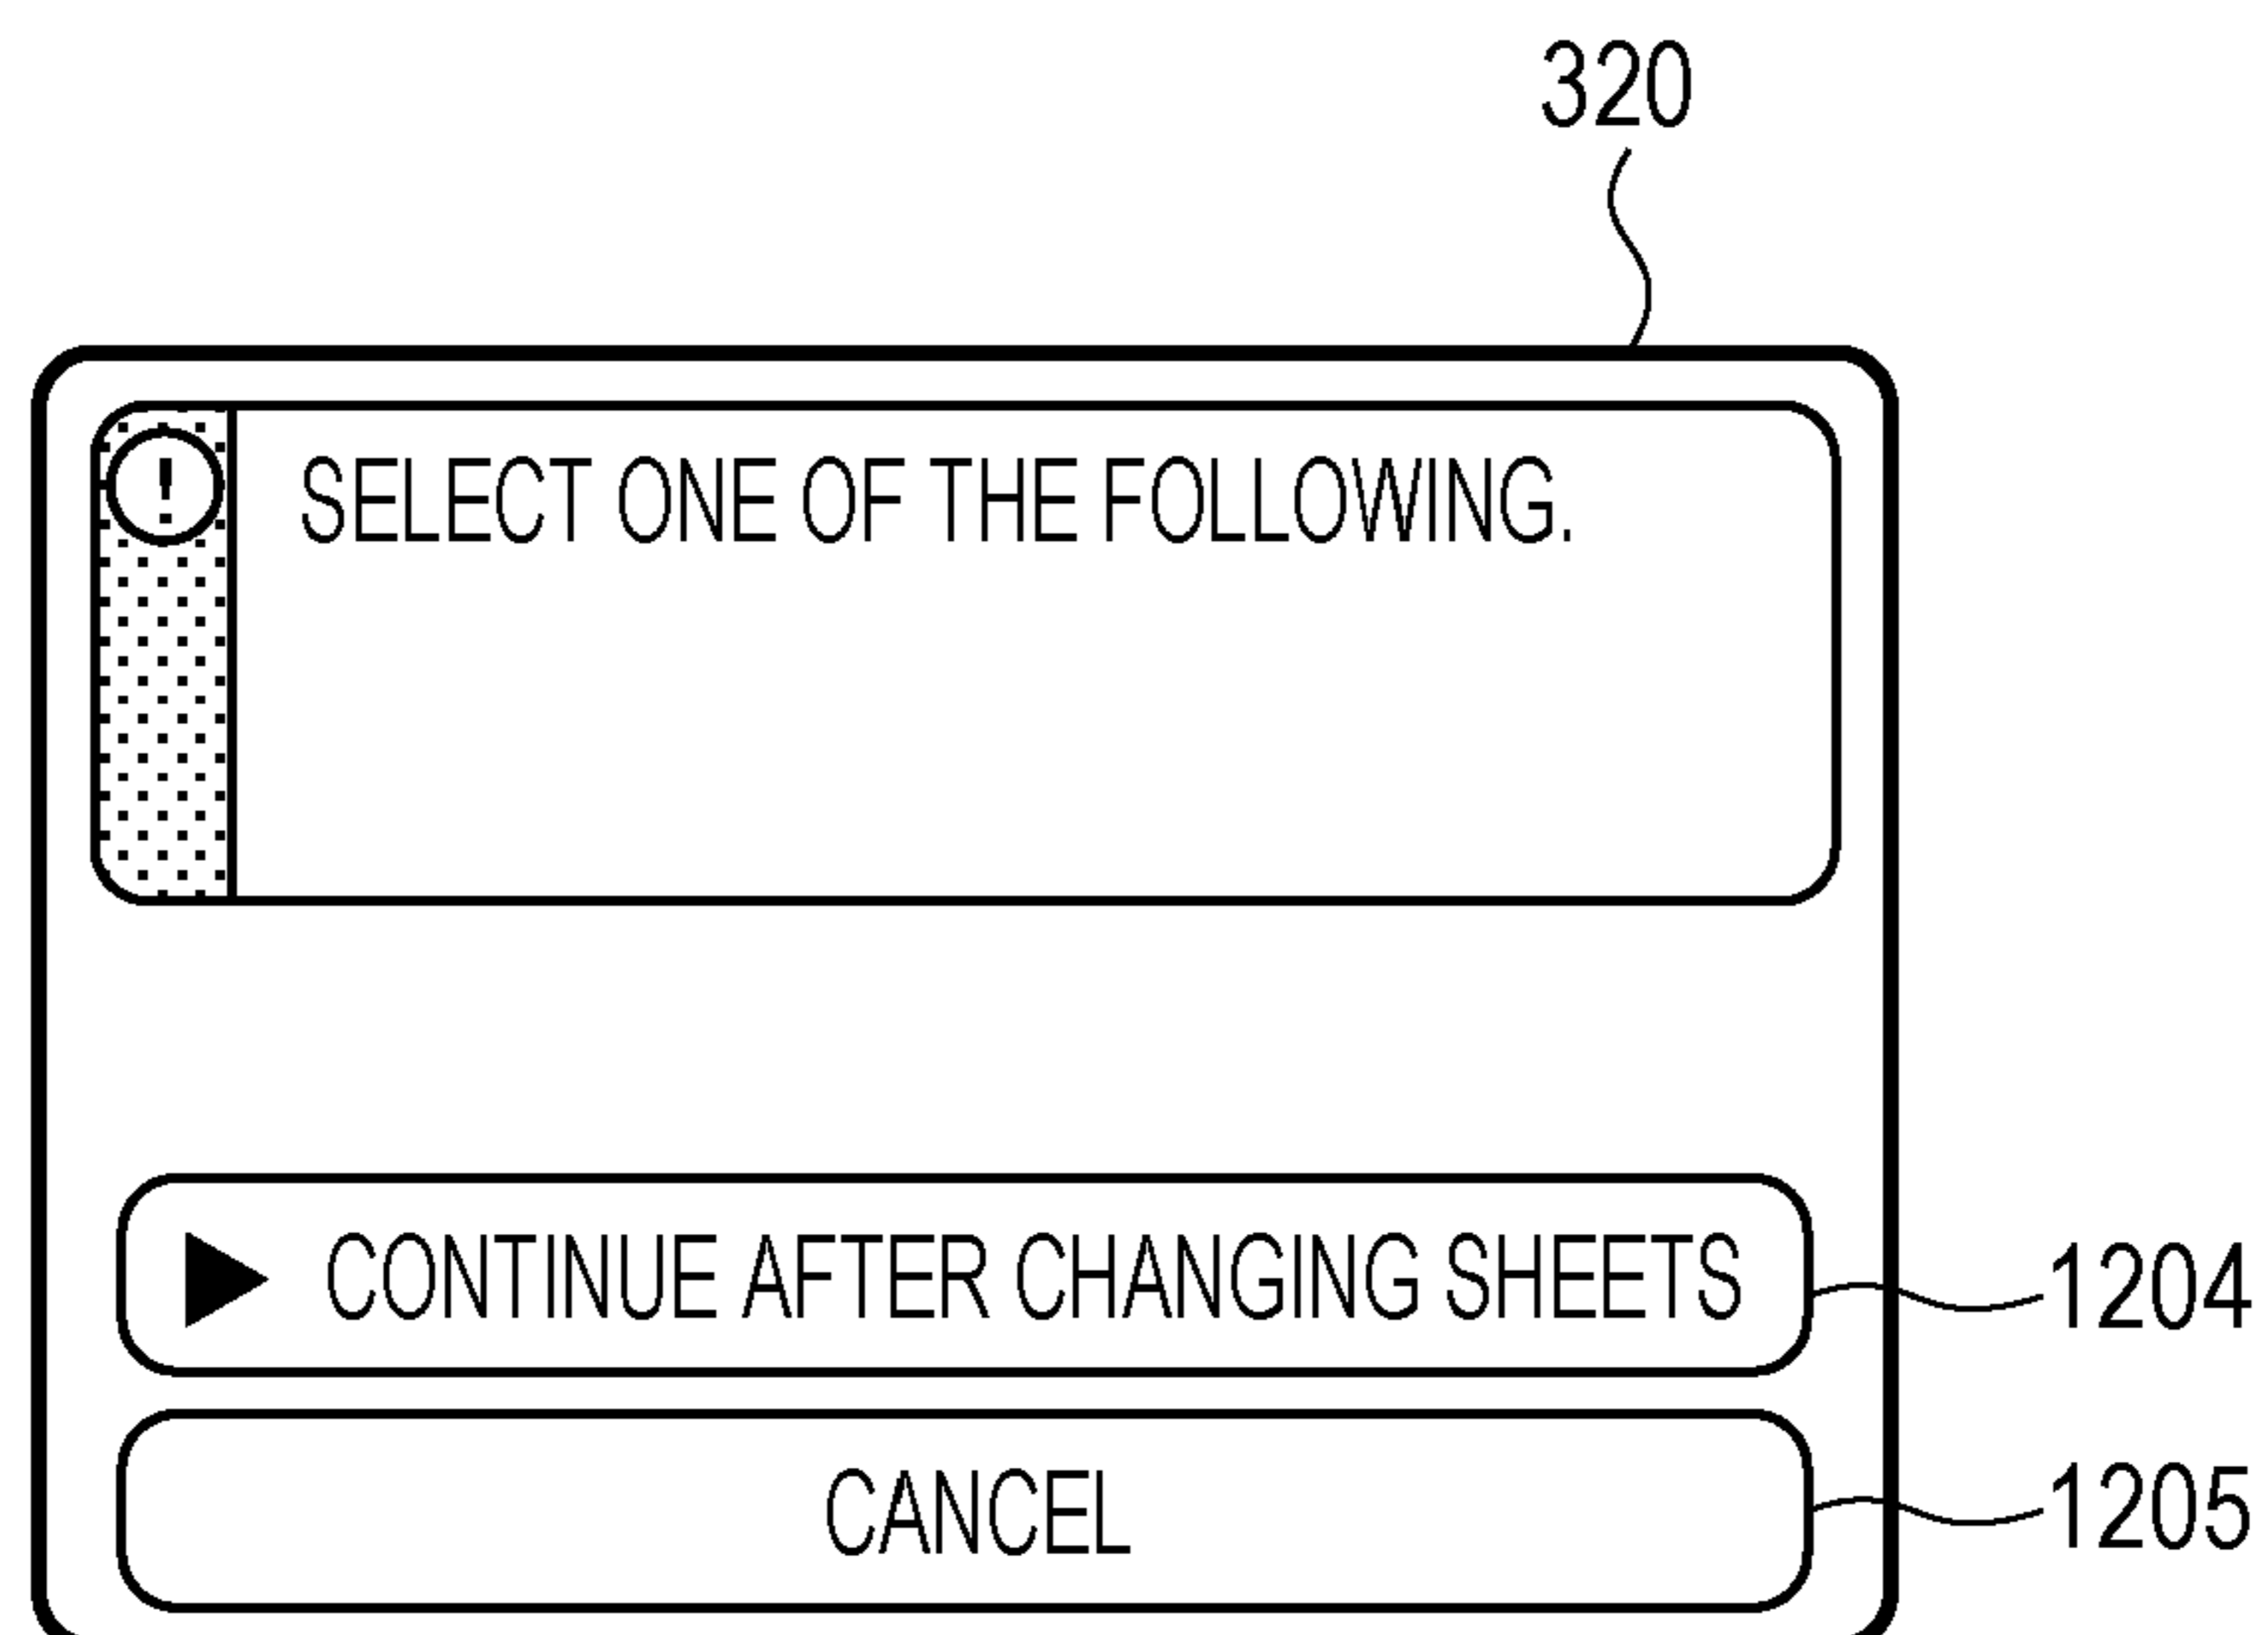 320
!
SELECT ONE OF THE FOLLOWING.
▶ CONTINUE AFTER CHANGING SHEETS
1204
CANCEL
1205